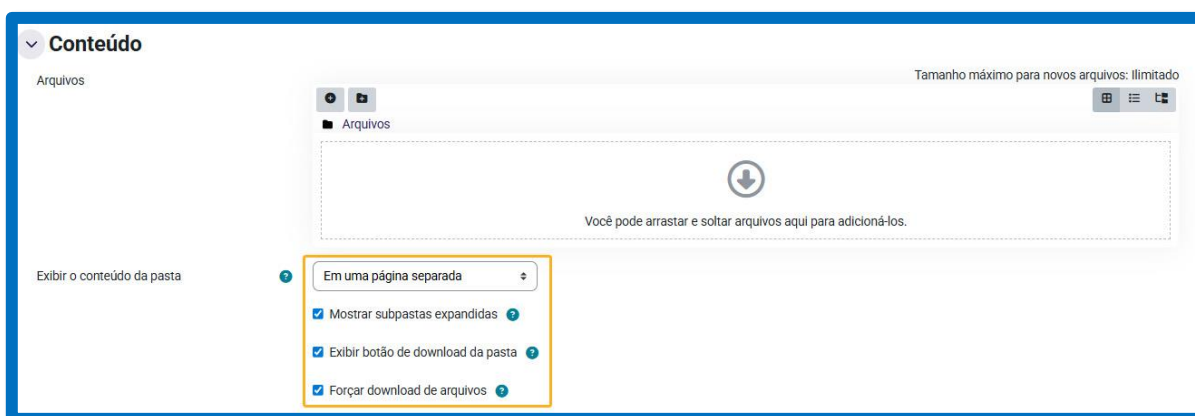 Conteúdo
Arquivos
Tamanho máximo para novos arquivos: Ilimitado
Arquivos
Você pode arrastar e soltar arquivos aqui para adicioná-los.
Exibir o conteúdo da pasta
Em uma página separada
Mostrar subpastas expandidas
Exibir botão de download da pasta
Forçar download de arquivos